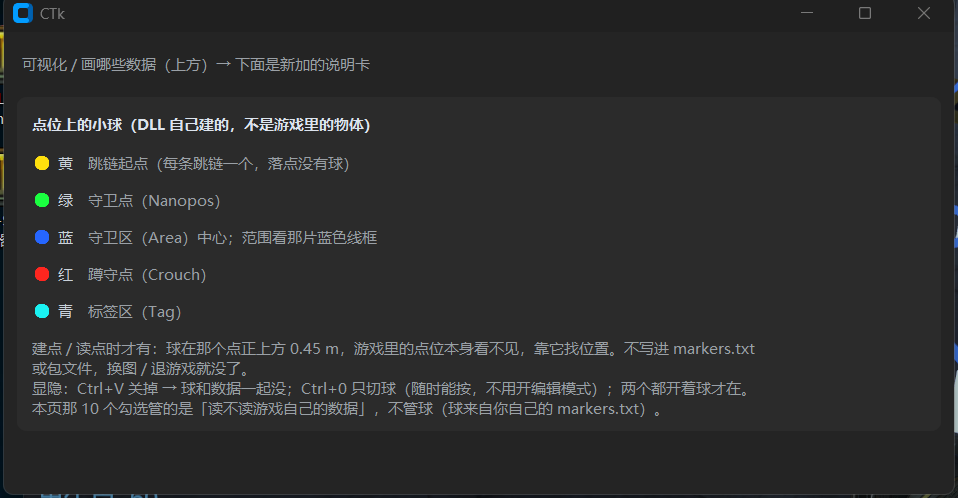 CTk
可视化 / 画哪些数据（上方）→ 下面是新加的说明卡
点位上的小球（DLL 自己建的，不是游戏里的物体）
黄 跳链起点（每条跳链一个，落点没有球）
绿 守卫点（Nanopos）
蓝 守卫区（Area）中心；范围看那片蓝色线框
红 蹲守点（Crouch）
青 标签区（Tag）
建点 / 读点时才有：球在那个点正上方 0.45 m，游戏里的点位本身看不见，靠它找位置。不写进 markers.txt
或包文件，换图 / 退游戏就没了。
显隐：Ctrl+V 关掉 → 球和数据一起没；Ctrl+0 只切球（随时能按，不用开编辑模式）；两个都开着球才在。
本页那 10 个勾选管的是「读不读游戏自己的数据」，不管球（球来自你自己的 markers.txt）。